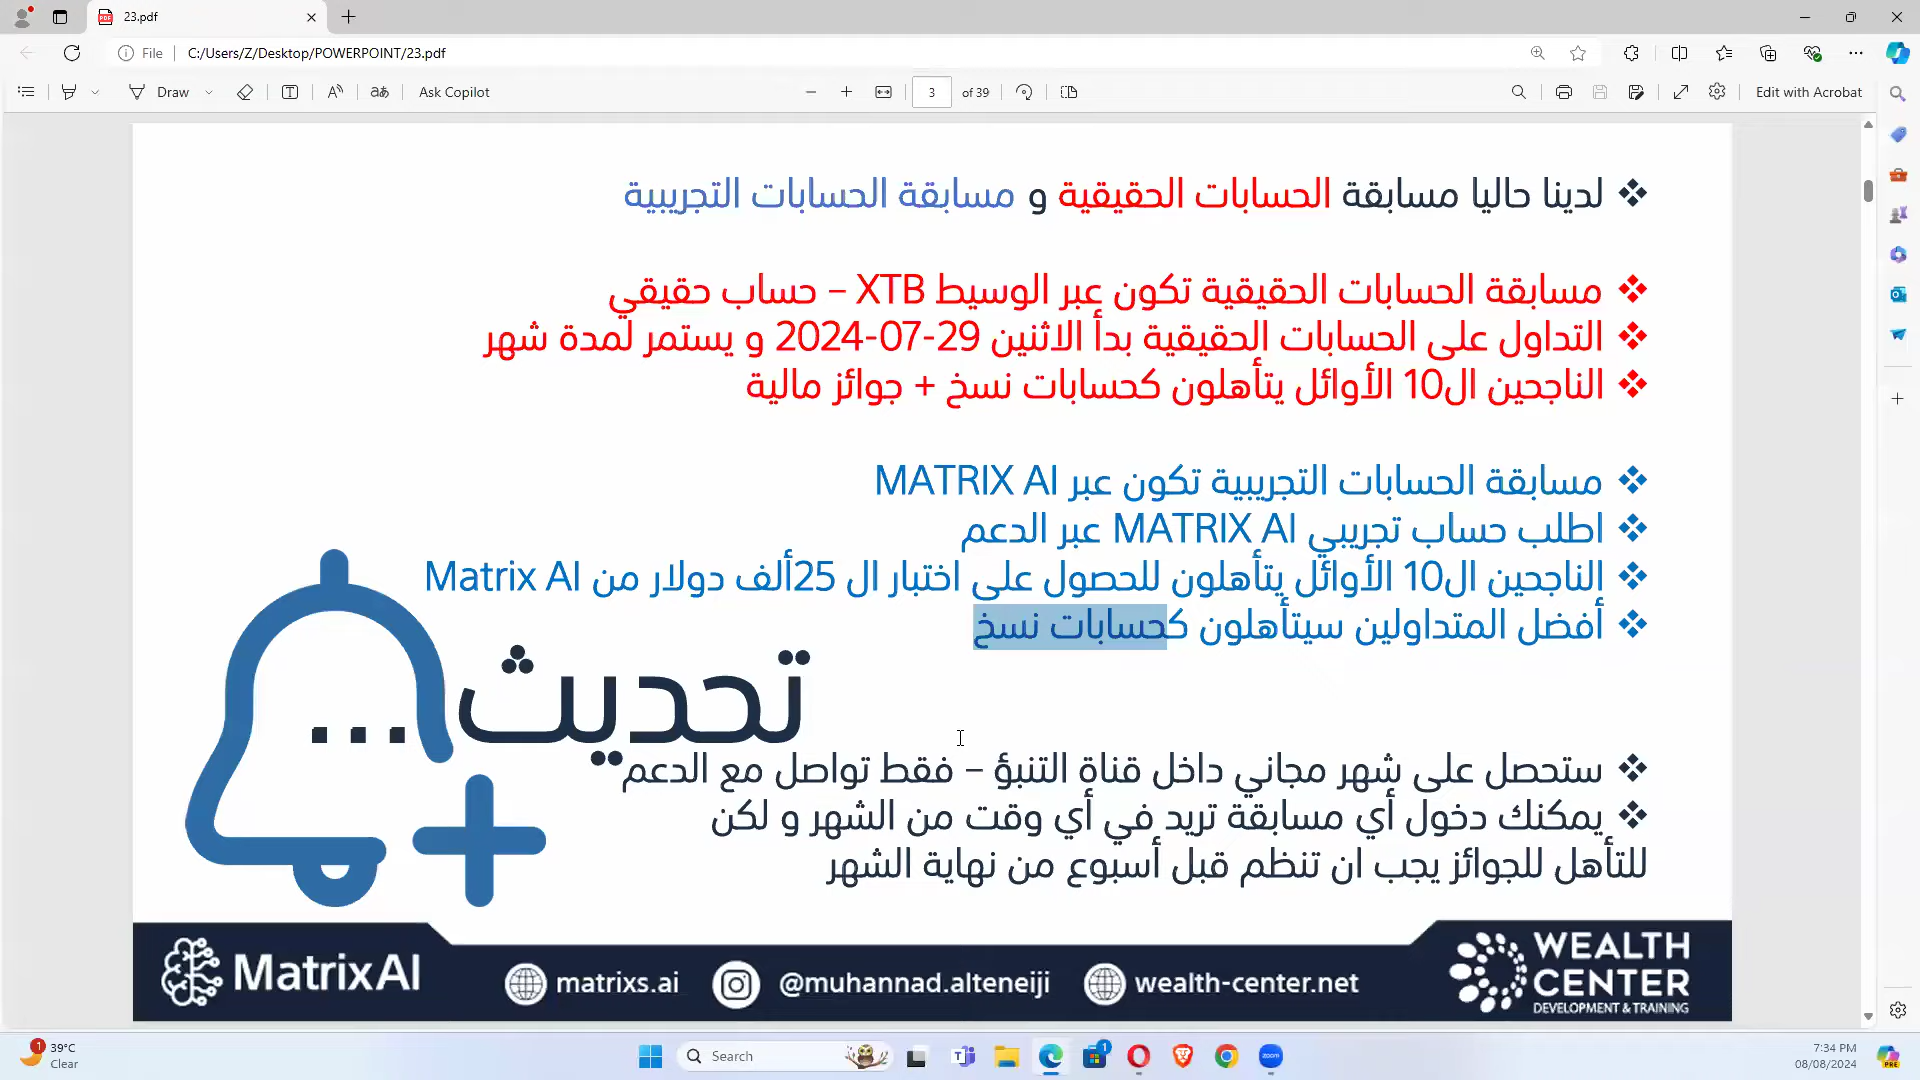 23.pdf
File
C:/Users/Z/Desktop/POWERPOINT/23.pdf
Draw
Ask Copilot
3 of 39
Edit with Acrobat
لدينا حاليا مسابقة الحسابات الحقيقية و مسابقة الحسابات التجريبية
مسابقة الحسابات الحقيقية تكون عبر الوسيط XTB – حساب حقيقي
التداول على الحسابات الحقيقية بدأ الاثنين 29-07-2024 و يستمر لمدة شهر
الناجحين ال10 الأوائل يتأهلون كحسابات نسخ + جوائز مالية
مسابقة الحسابات التجريبية تكون عبر MATRIX AI
اطلب حساب تجريبي MATRIX AI عبر الدعم
الناجحين ال10 الأوائل يتأهلون للحصول على اختبار ال 25ألف دولار من Matrix AI
أفضل المتداولين سيتأهلون كحسابات نسخ
تحديث...
ستحصل على شهر مجاني داخل قناة التنبؤ – فقط تواصل مع الدعم
يمكنك دخول أي مسابقة تريد في أي وقت من الشهر و لكن
للتأهل للجوائز يجب ان تنظم قبل أسبوع من نهاية الشهر
MatrixAI
matrixs.ai
@muhannad.alteneiji
wealth-center.net
WEALTH
CENTER
DEVELOPMENT & TRAINING
1
39°C
Clear
Search
1
zoom
7:34 PM
08/08/2024
PRE